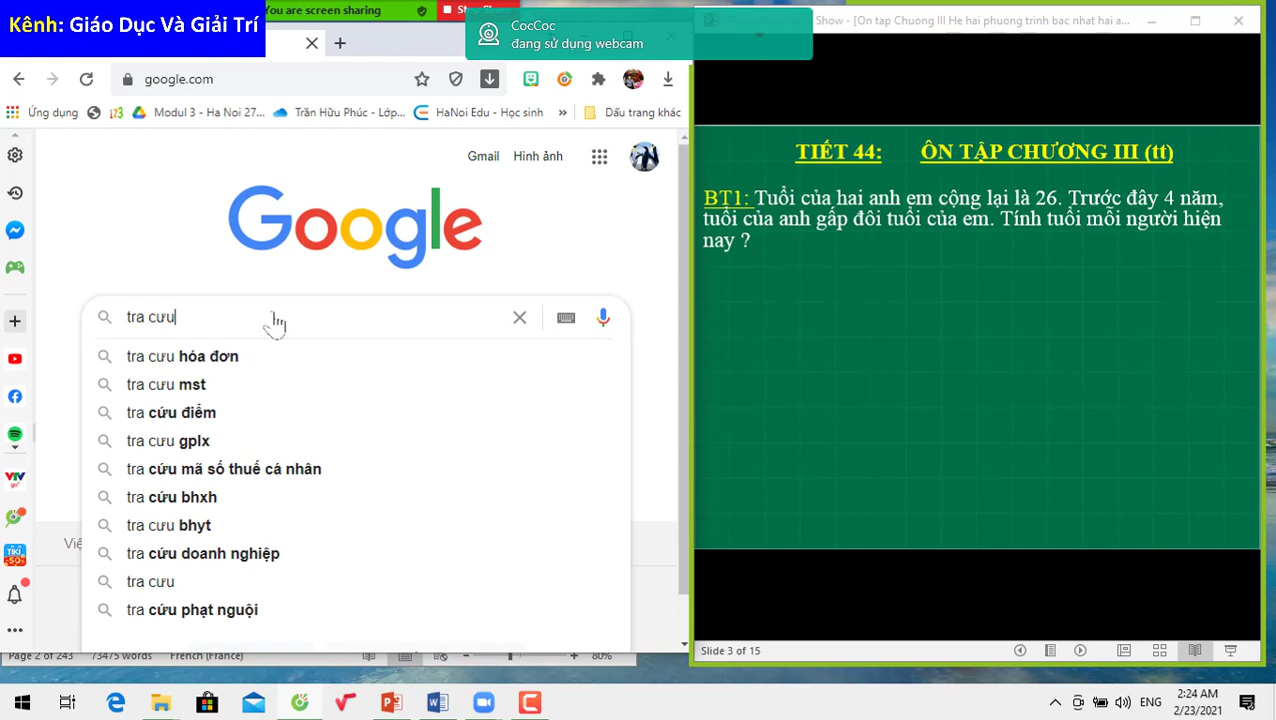 Kênh: Giáo Dục Và Giải Trí
You are screen sharing
Stop Share
CocCoc
đang sử dụng webcam
Show - [On tap Chuong III He hai phuong trinh bac nhat hai a...
google.com
Ứng dụng
123
Modul 3 - Ha Noi 27...
Trần Hữu Phúc - Lớp...
HaNoi Edu - Học sinh
»
Dấu trang khác
Gmail
Hình ảnh
Google
tra cưu
tra cưu hóa đơn
tra cưu mst
tra cứu điểm
tra cưu gplx
tra cứu mã số thuế cá nhân
tra cứu bhxh
tra cưu bhyt
tra cứu doanh nghiệp
tra cưu
tra cứu phạt nguội
TIẾT 44: ÔN TẬP CHƯƠNG III (tt)
BT1: Tuổi của hai anh em cộng lại là 26. Trước đây 4 năm,
tuổi của anh gấp đôi tuổi của em. Tính tuổi mỗi người hiện
nay ?
Page 2 of 243
73475 words
French (France)
80%
Slide 3 of 15
ENG
2:24 AM
2/23/2021